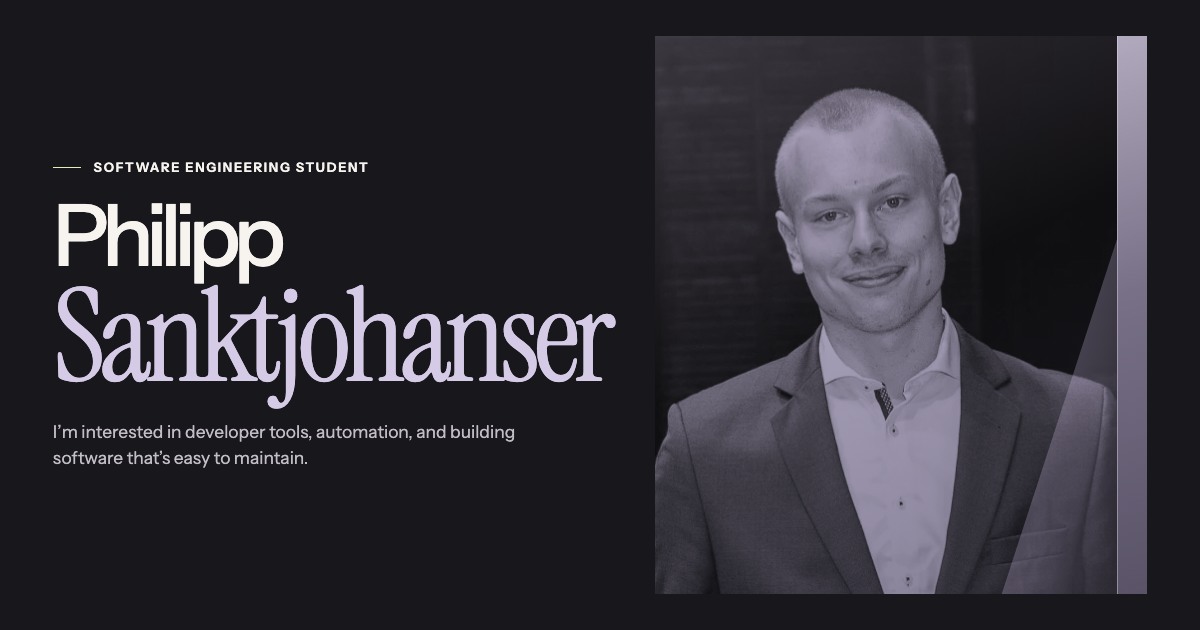 SOFTWARE ENGINEERING STUDENT
Philipp
Sanktjohanser
I’m interested in developer tools, automation, and building
software that’s easy to maintain.